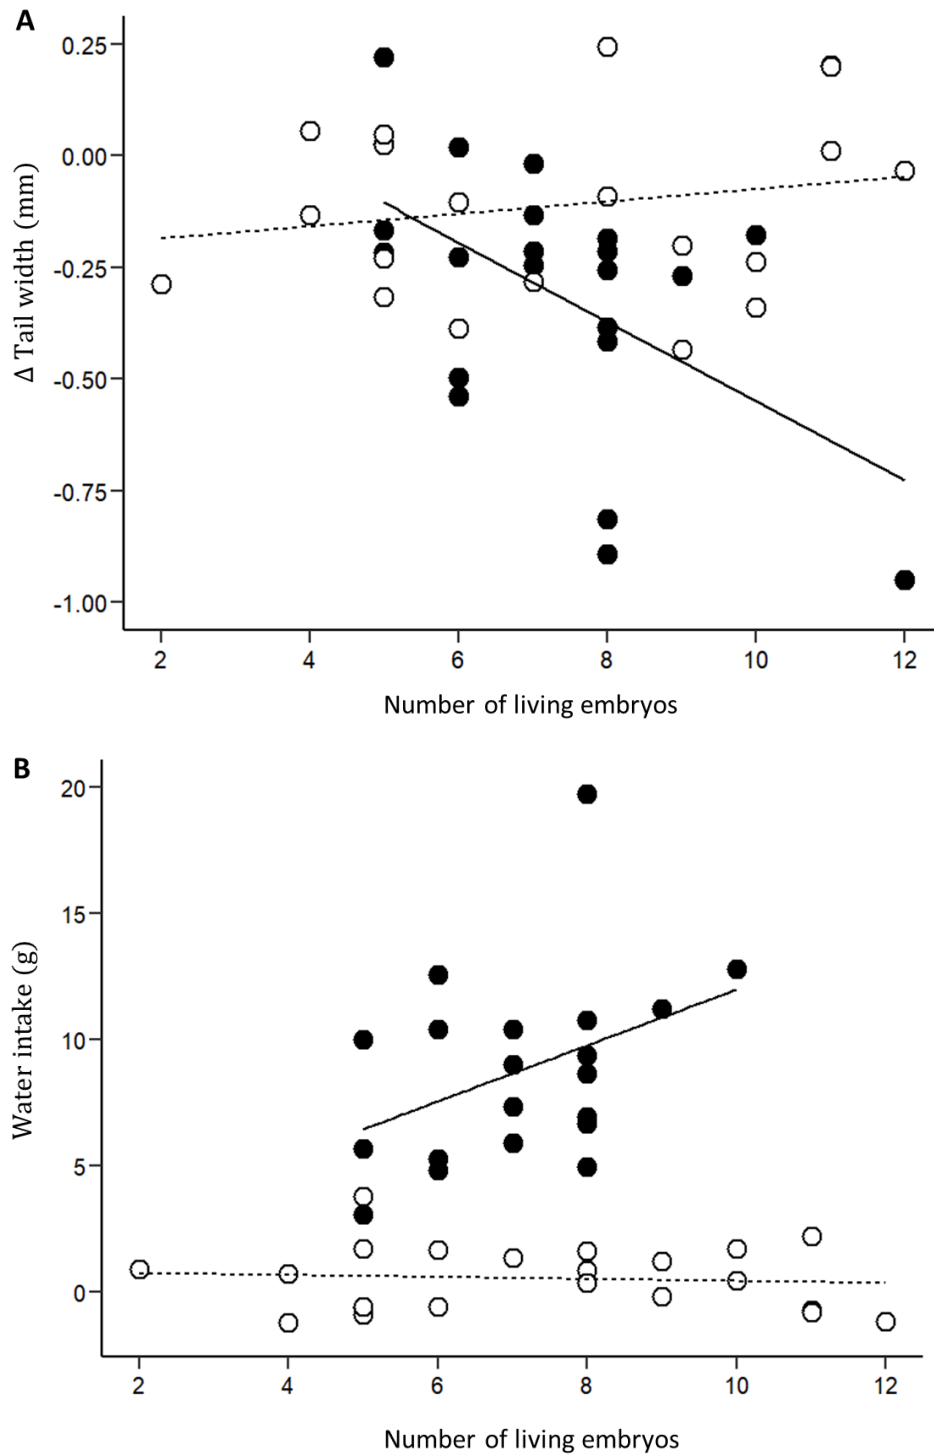 A
0.25
0.00
-0.25
-0.50
-0.75
-1.00
Δ Tail width (mm)
2 4 6 8 10 12
Number of living embryos
B
20
15
10
5
0
Water intake (g)
2 4 6 8 10 12
Number of living embryos